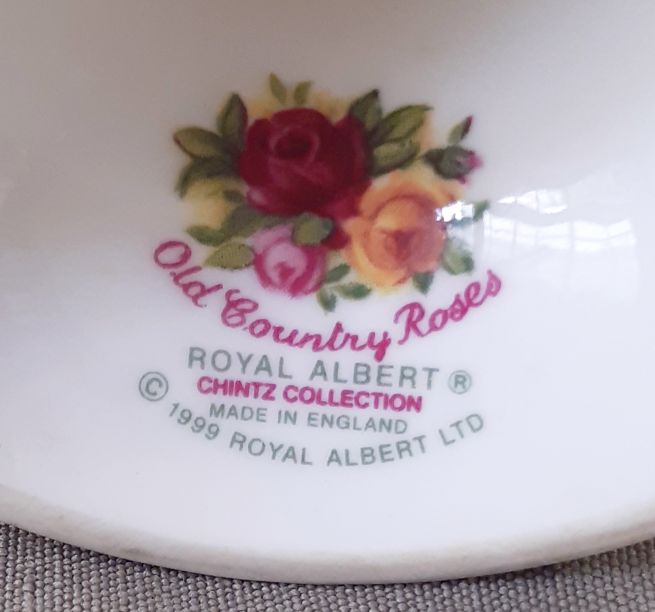 Old Country Roses
ROYAL ALBERT ®
CHINTZ COLLECTION
MADE IN ENGLAND
© 1999 ROYAL ALBERT LTD